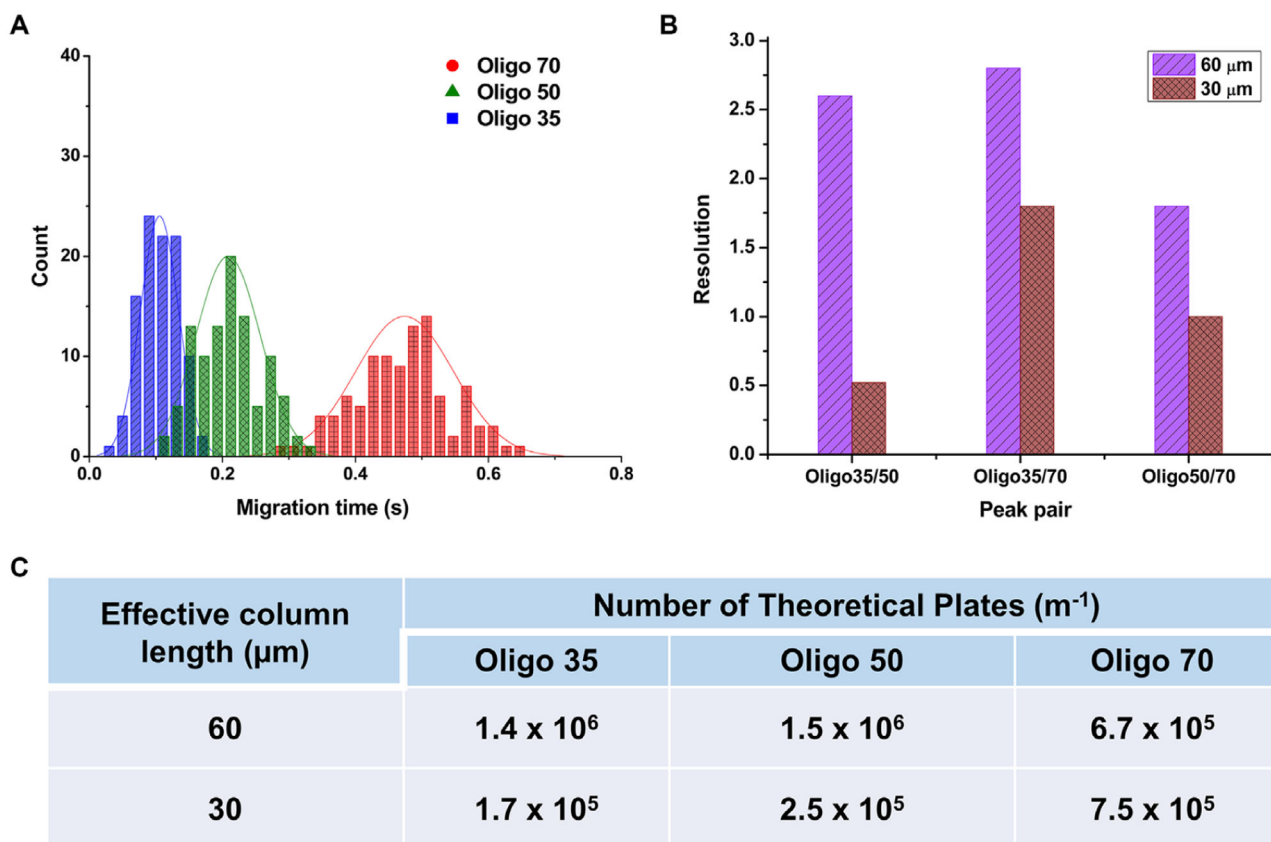 A
40
30
20
10
0
Count
0.0
0.2
0.4
0.6
0.8
Migration time (s)
Oligo 70
Oligo 50
Oligo 35
B
3.0
2.5
2.0
1.5
1.0
0.5
0.0
Resolution
60 µm
30 µm
Oligo35/50
Oligo35/70
Oligo50/70
Peak pair
C
Effective column
length (µm)
Number of Theoretical Plates (m⁻¹)
Oligo 35
Oligo 50
Oligo 70
60
1.4 x 10⁶
1.5 x 10⁶
6.7 x 10⁵
30
1.7 x 10⁵
2.5 x 10⁵
7.5 x 10⁵